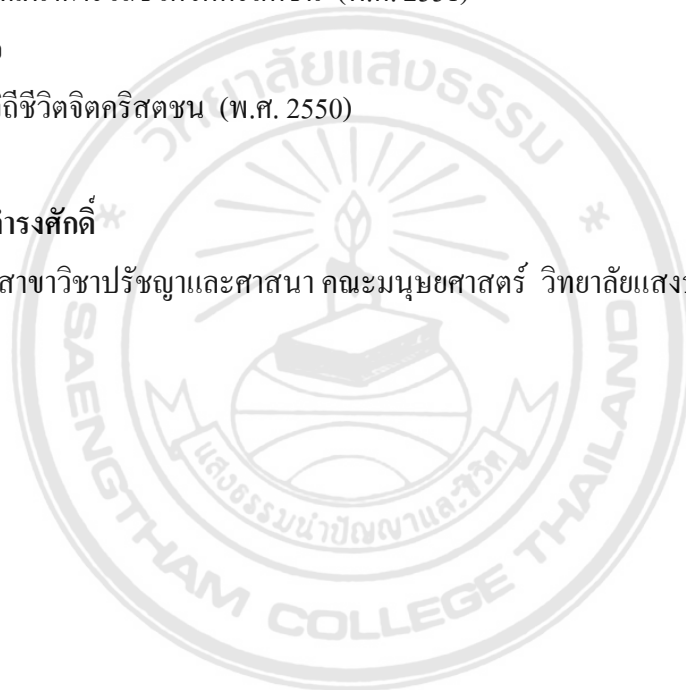 (พ.ศ. 2551)
วิถีชีวิตจิตคริสตชน (พ.ศ. 2550)
ดำรงศักดิ์
สาขาวิชาปรัชญาและศาสนา คณะมนุษยศาสตร์ วิทยาลัยแสง
วิทยาลัยแสงธรรม
แสงธรรมนำปัญญาและชีวิต
SAENGTHAM COLLEGE THAILAND